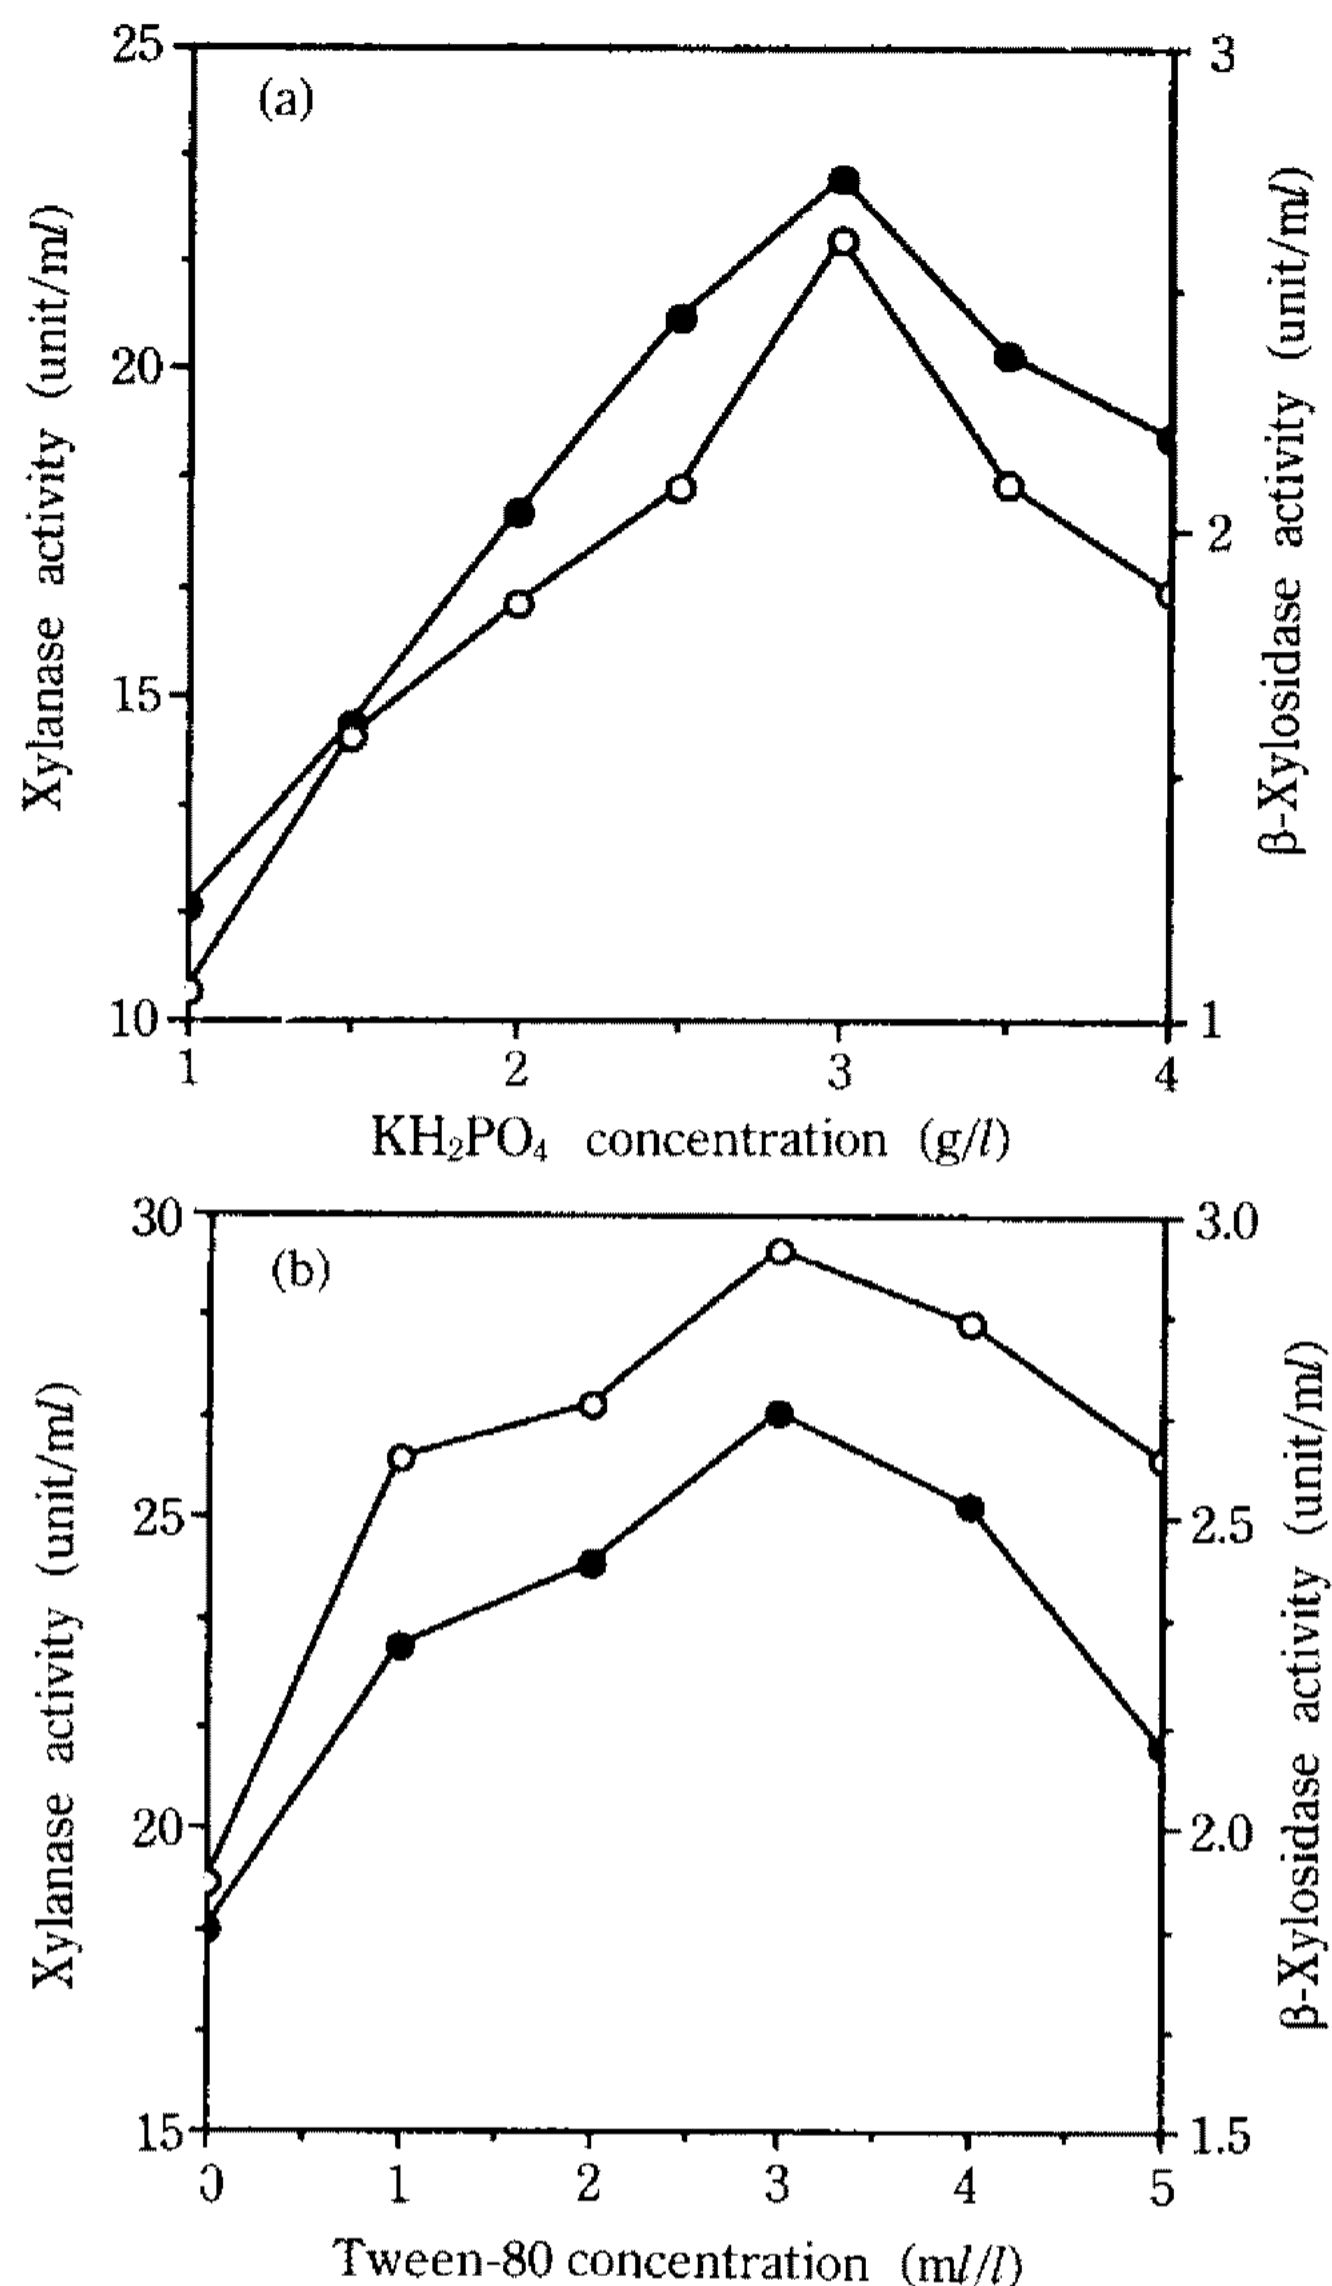 (a)
Xylanase activity (unit/ml)
25
20
15
10
β-Xylosidase activity (unit/ml)
3
2
1
1 2 3 4
KH₂PO₄ concentration (g/l)
(b)
Xylanase activity (unit/ml)
30
25
20
15
β-Xylosidase activity (unit/ml)
3.0
2.5
2.0
1.5
0 1 2 3 4 5
Tween-80 concentration (ml/l)